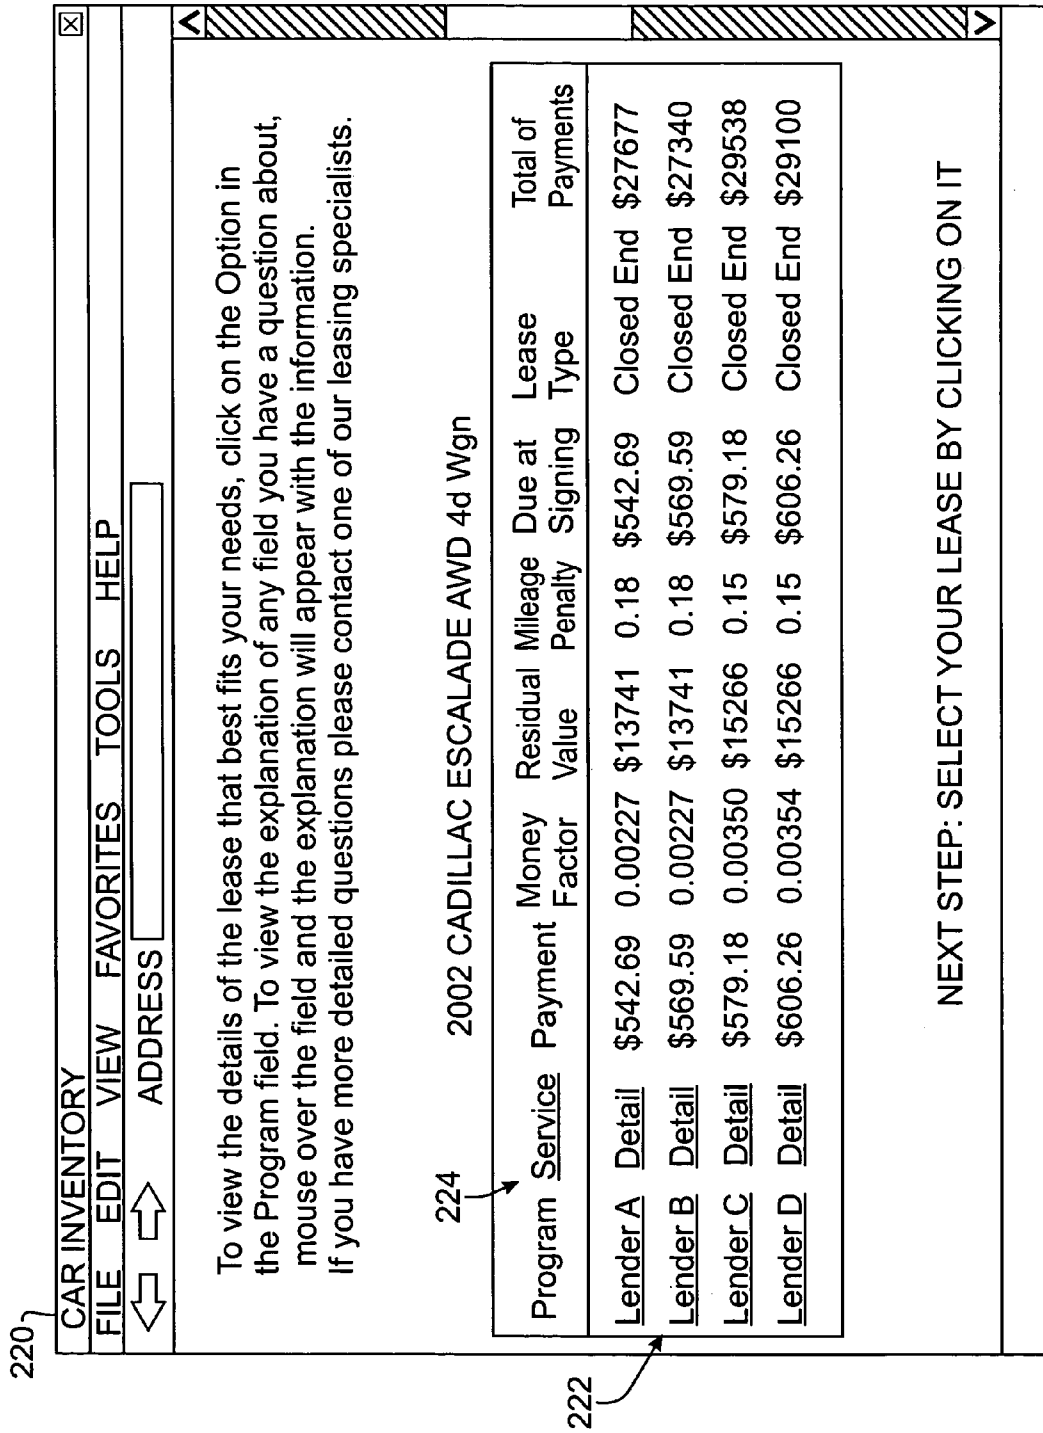 220
CAR INVENTORY
FILE EDIT VIEW FAVORITES TOOLS HELP
ADDRESS
To view the details of the lease that best fits your needs, click on the Option in
the Program field. To view the explanation of any field you have a question about,
mouse over the field and the explanation will appear with the information.
If you have more detailed questions please contact one of our leasing specialists.
224
2002 CADILLAC ESCALADE AWD 4d Wgn
Program Service Payment Money Factor Residual Value Mileage Penalty Due at Signing Lease Type Total of Payments
Lender A Detail $542.69 0.00227 $13741 0.18 $542.69 Closed End $27677
Lender B Detail $569.59 0.00227 $13741 0.18 $569.59 Closed End $27340
Lender C Detail $579.18 0.00350 $15266 0.15 $579.18 Closed End $29538
Lender D Detail $606.26 0.00354 $15266 0.15 $606.26 Closed End $29100
222
NEXT STEP: SELECT YOUR LEASE BY CLICKING ON IT